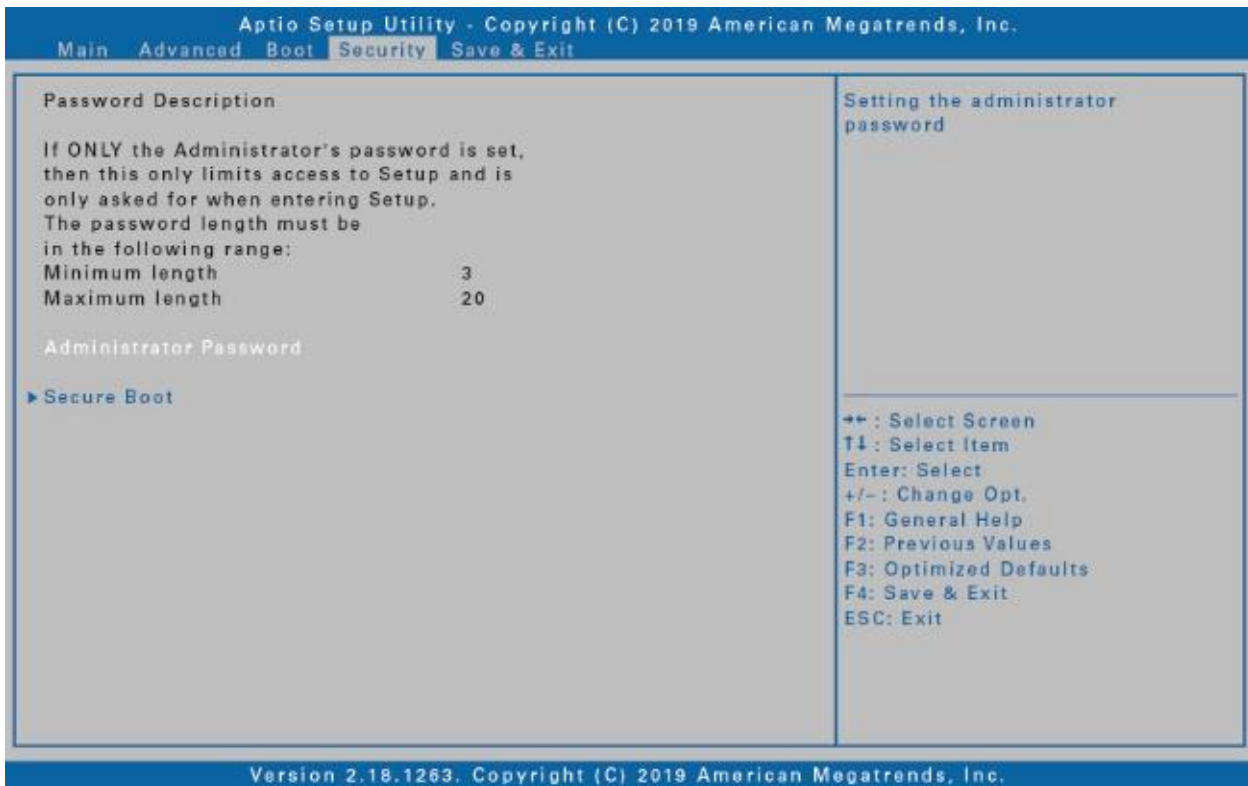 Aptio Setup Utility - Copyright (C) 2019 American Megatrends, Inc.
Main Advanced Boot Security Save & Exit
Password Description
If ONLY the Administrator's password is set,
then this only limits access to Setup and is
only asked for when entering Setup.
The password length must be
in the following range:
Minimum length 3
Maximum length 20
Administrator Password
▶ Secure Boot
Setting the administrator
password
→← : Select Screen
↑↓ : Select Item
Enter: Select
+/- : Change Opt.
F1: General Help
F2: Previous Values
F3: Optimized Defaults
F4: Save & Exit
ESC: Exit
Version 2.18.1263. Copyright (C) 2019 American Megatrends, Inc.